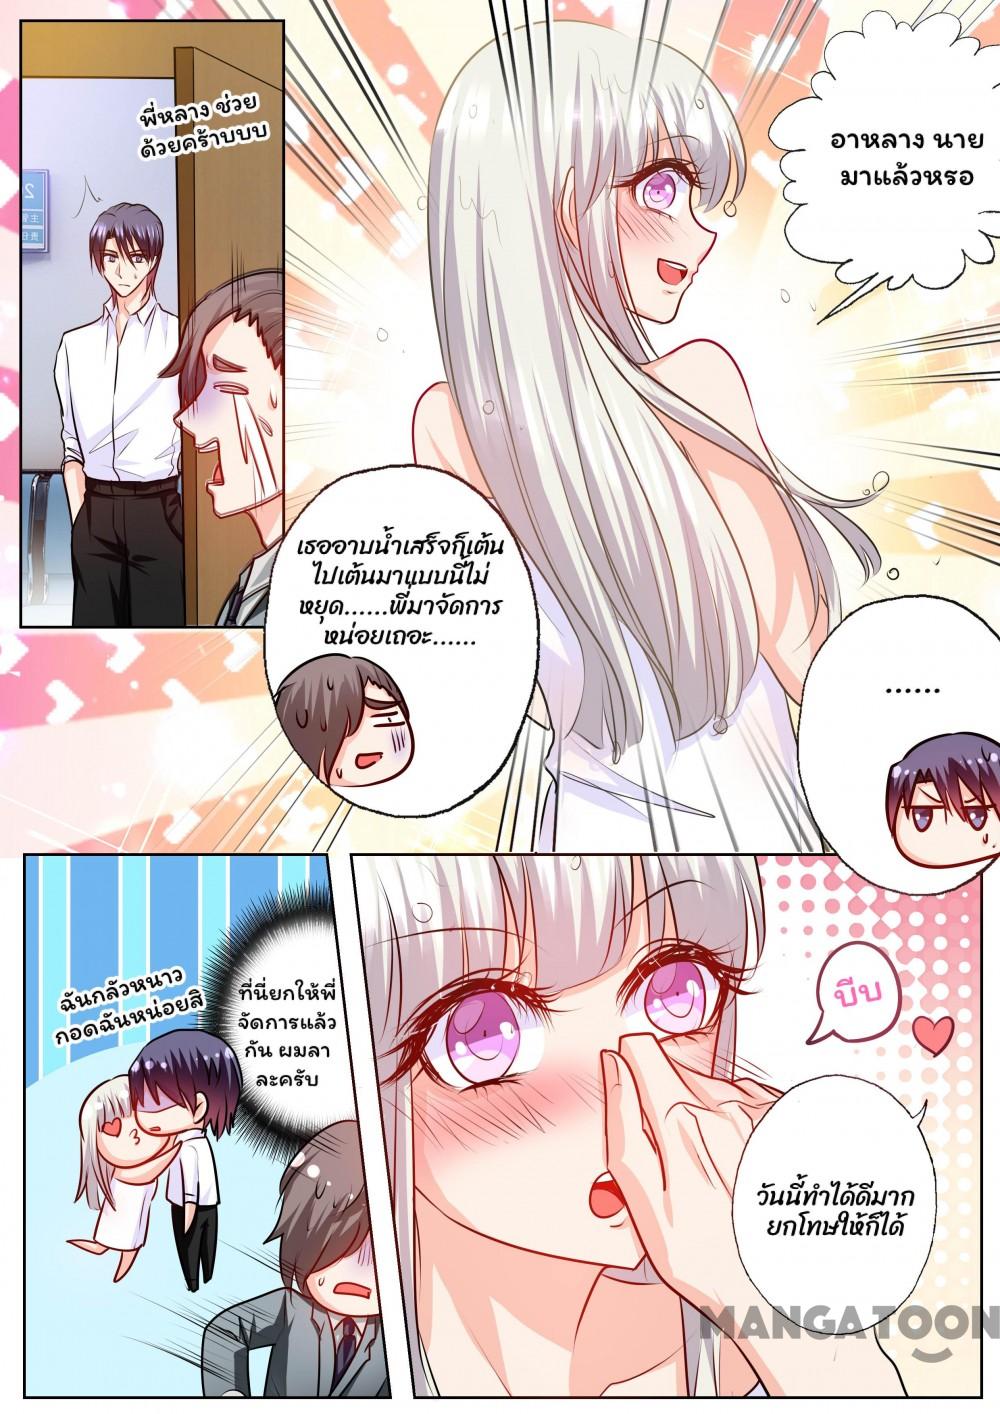 พี่หลาง ช่วย
ด้วยคร้าบบบ
อาหลาง นาย
มาแล้วหรอ
2
เธออาบน้ำเสร็จก็เต้น
ไปเต้นมาแบบนี้ไม่
หยุด......พี่มาจัดการ
หน่อยเถอะ......
......
ฉันกลัวหนาว
กอดฉันหน่อยสิ
ที่นี่ยกให้พี่
จัดการแล้ว
กัน ผมลา
ละครับ
บีบ
วันนี้ทำได้ดีมาก
ยกโทษให้ก็ได้
MANGATOON